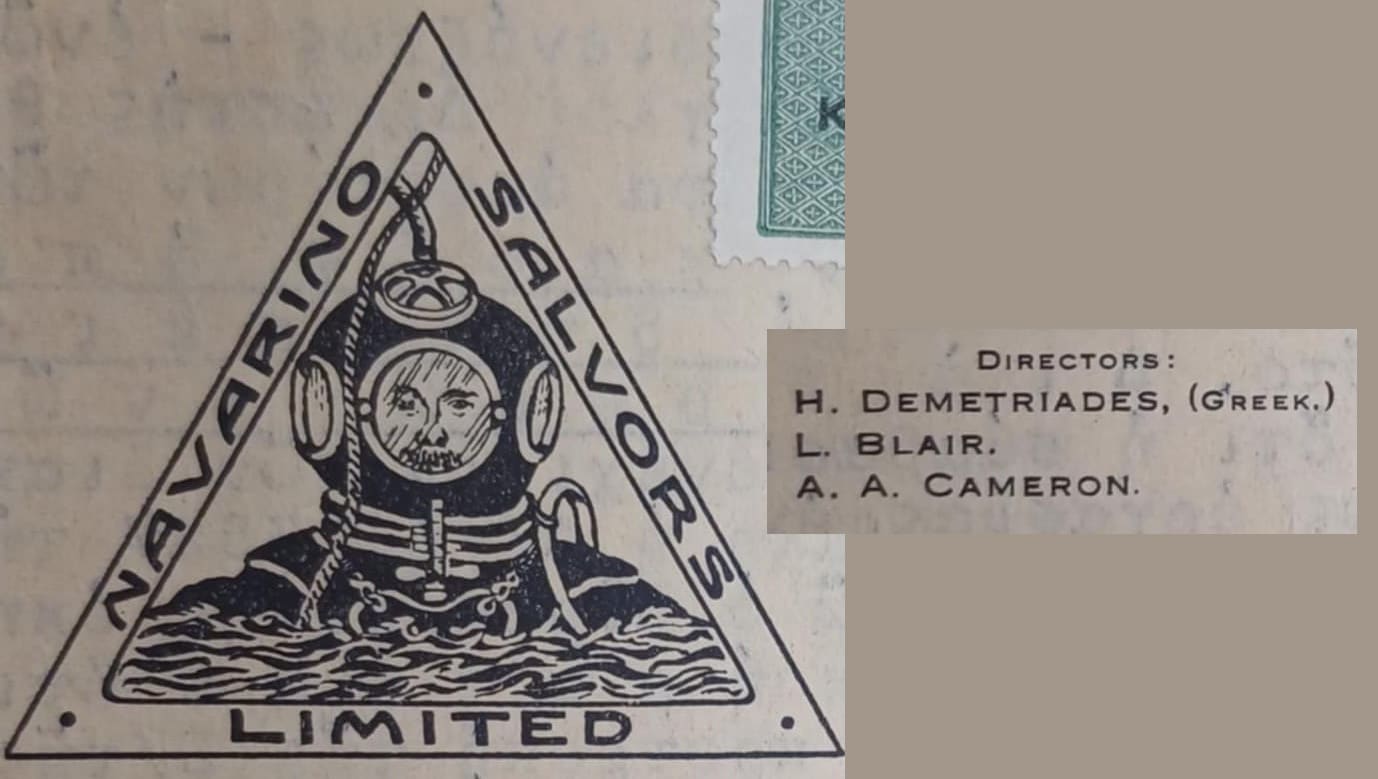 NAVARINO
SALVORS
LIMITED
K
DIRECTORS:
H. DEMETRIADES, (GREEK.)
L. BLAIR.
A. A. CAMERON.